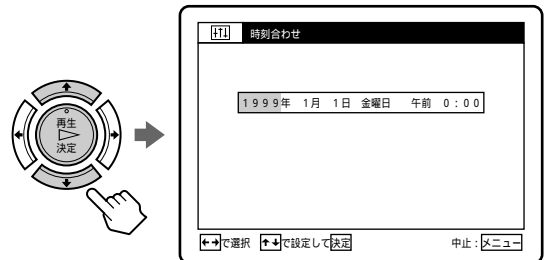 時刻合わせ
1999年 1月 1日 金曜日 午前 0:00
再生
決定
←→で選択 ↑↓で設定して決定 中止:メニュー